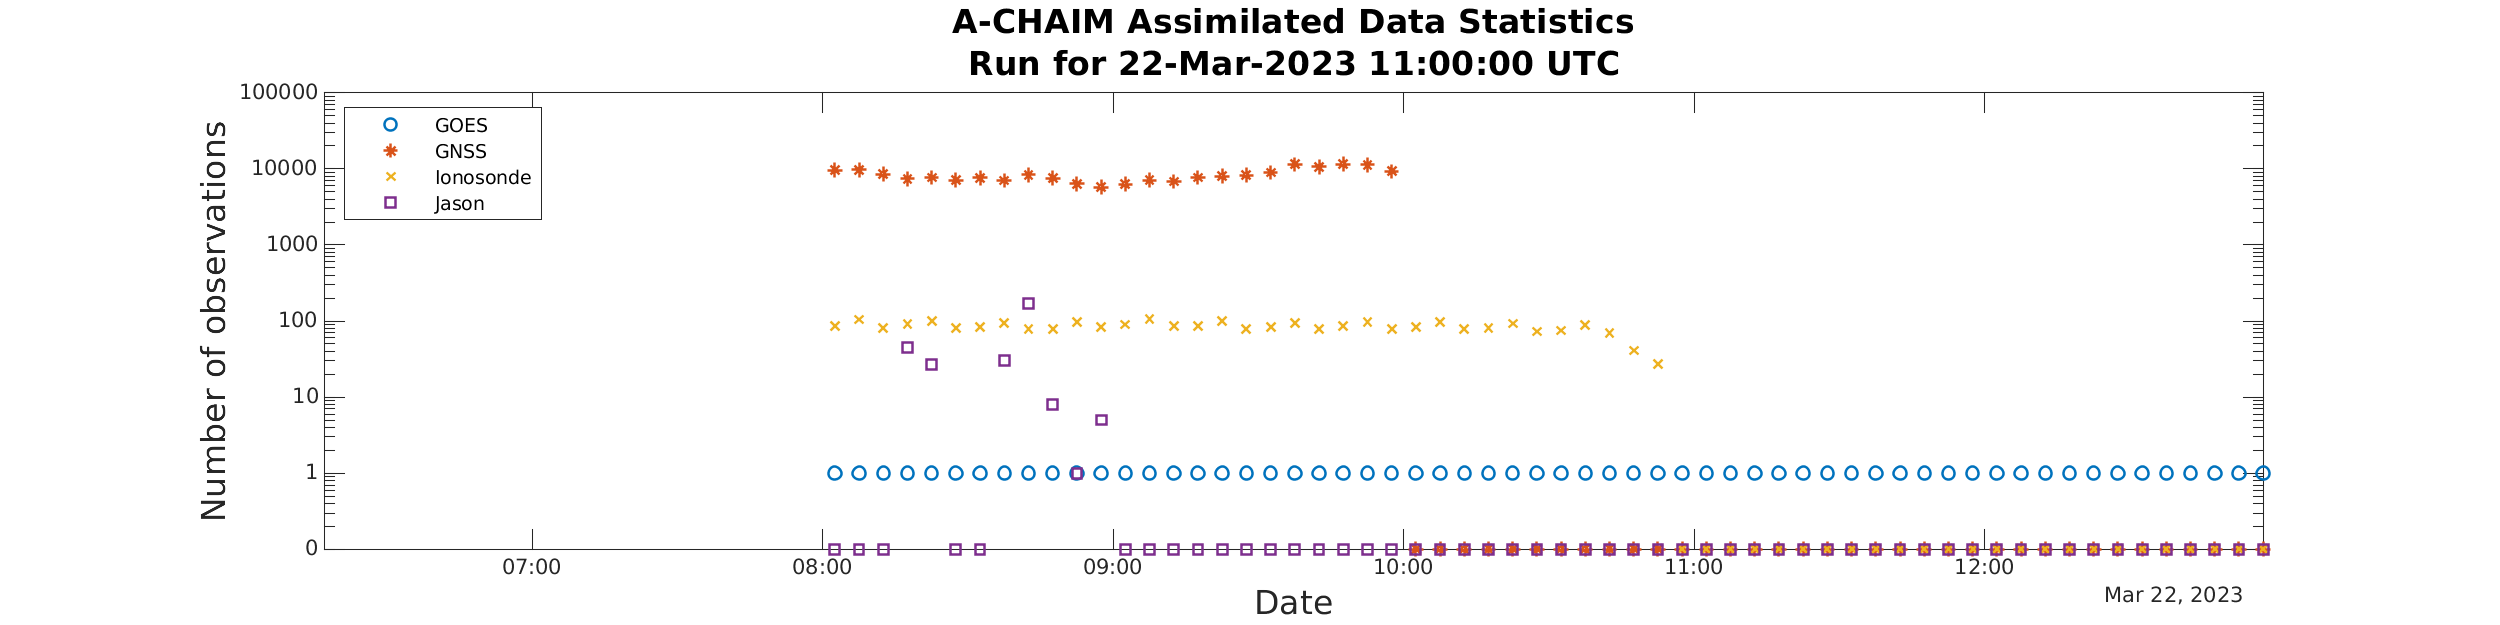 A-CHAIM Assimilated Data Statistics
Run for 22-Mar-2023 11:00:00 UTC
Number of observations
100000
10000
1000
100
10
1
0
GOES
GNSS
Ionosonde
Jason
07:00 08:00 09:00 10:00 11:00 12:00
Date
Mar 22, 2023